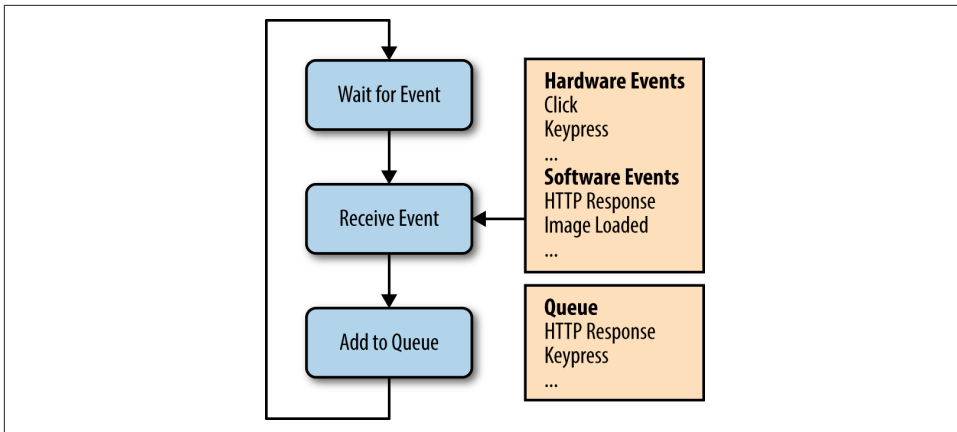 Wait for Event
Receive Event
Add to Queue
Hardware Events
Click
Keypress
...
Software Events
HTTP Response
Image Loaded
...
Queue
HTTP Response
Keypress
...